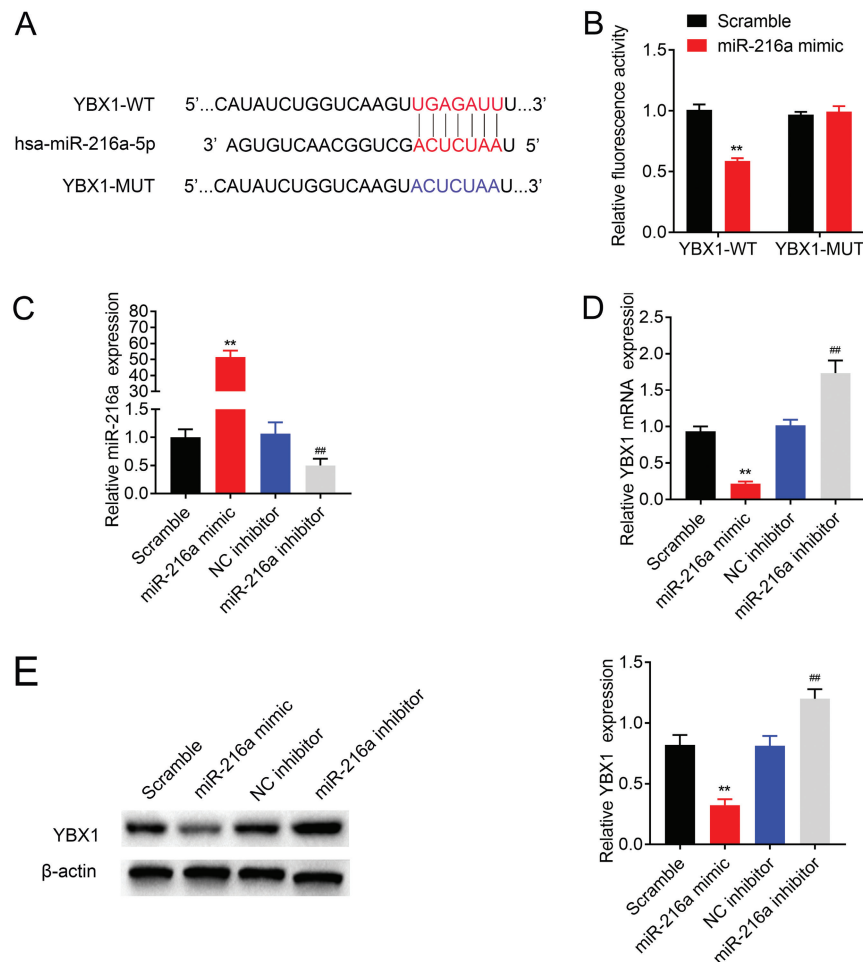 A
YBX1-WT 5’...CAUAUCUGGUCAAGUUGAGAUUU...3’
hsa-miR-216a-5p 3’ AGUGUCAACGGUCGACUCUAAU 5’
YBX1-MUT 5’...CAUAUCUGGUCAAGUACUCUAAU...3’
B
Scramble
miR-216a mimic
Relative fluorescence activity
1.5
1.0
0.5
0.0
**
YBX1-WT YBX1-MUT
C
Relative miR-216a expression
80
70
60
50
40
30
1.5
1.0
0.5
0.0
**
##
Scramble
miR-216a mimic
NC inhibitor
miR-216a inhibitor
D
Relative YBX1 mRNA expression
2.5
2.0
1.5
1.0
0.5
0.0
**
##
Scramble
miR-216a mimic
NC inhibitor
miR-216a inhibitor
E
Scramble
miR-216a mimic
NC inhibitor
miR-216a inhibitor
YBX1
β-actin
Relative YBX1 expression
1.5
1.0
0.5
0.0
**
##
Scramble
miR-216a mimic
NC inhibitor
miR-216a inhibitor